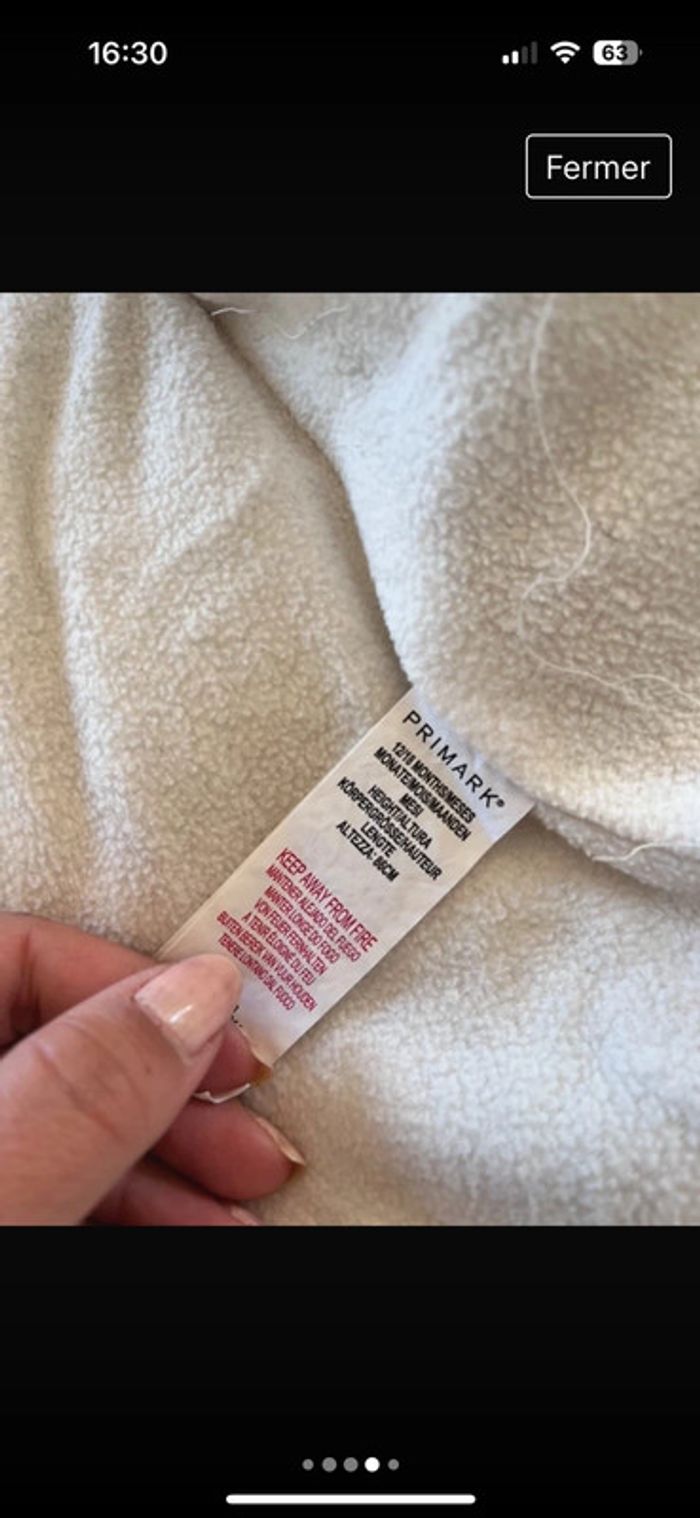 16:30
63
Fermer
PRIMARK®
12/18 MONTHS/MESES
MONATE/MOIS/MAANDEN
MESI
HEIGHT/ALTURA
KÖRPERGRÖSSE/HAUTEUR
LENGTE
ALTEZZA: 86CM
KEEP AWAY FROM FIRE
MANTENER ALEJADO DEL FUEGO
MANTER LONGE DO FOGO
VON FEUER FERNHALTEN
A TENIR ÉLOIGNÉ DU FEU
BUITEN BEREIK VAN VUUR HOUDEN
TENERE LONTANO DAL FUOCO